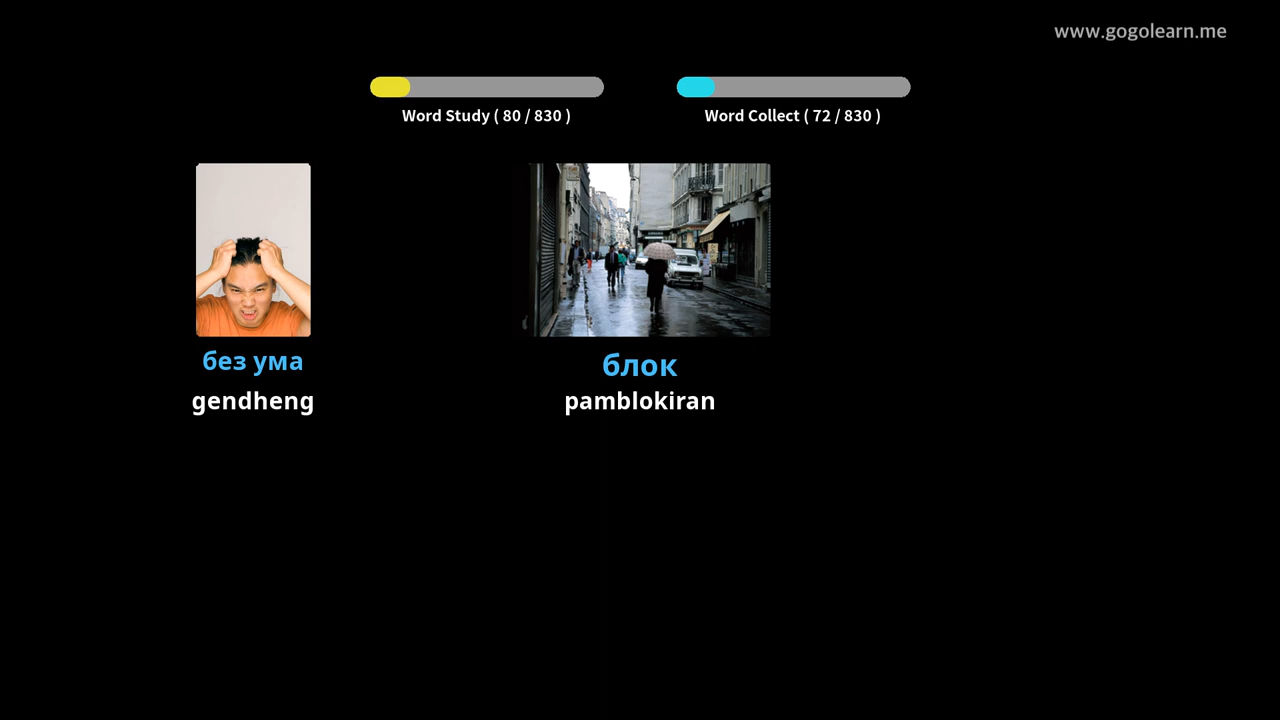 www.gogolearn.me
Word Study ( 80 / 830 )
Word Collect ( 72 / 830 )
без ума
gendheng
блок
pamblokiran